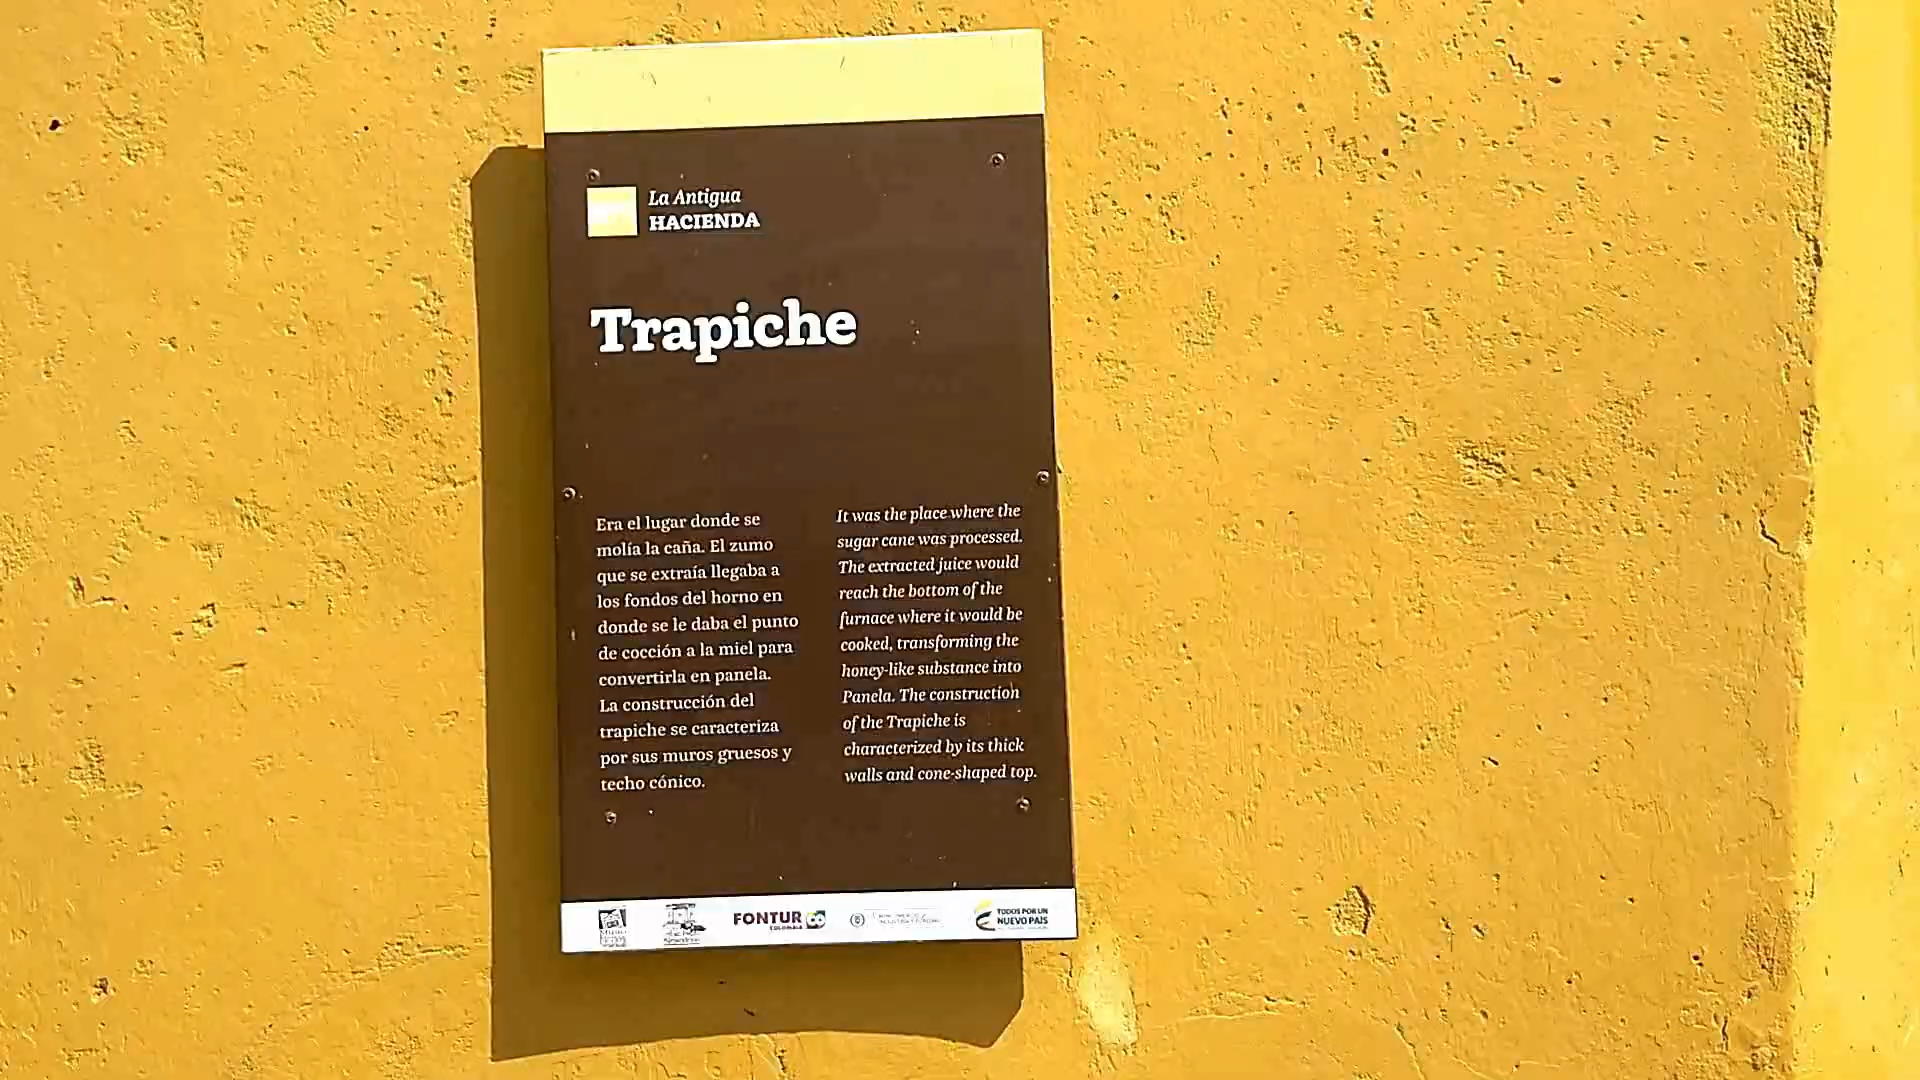 La Antigua
HACIENDA
Trapiche
Era el lugar donde se
molía la caña. El zumo
que se extraía llegaba a
los fondos del horno en
donde se le daba el punto
de cocción a la miel para
convertirla en panela.
La construcción del
trapiche se caracteriza
por sus muros gruesos y
techo cónico.
It was the place where the
sugar cane was processed.
The extracted juice would
reach the bottom of the
furnace where it would be
cooked, transforming the
honey-like substance into
Panela. The construction
of the Trapiche is
characterized by its thick
walls and cone-shaped top.
FONTUR
COLOMBIA
TODOS POR UN
NUEVO PAÍS